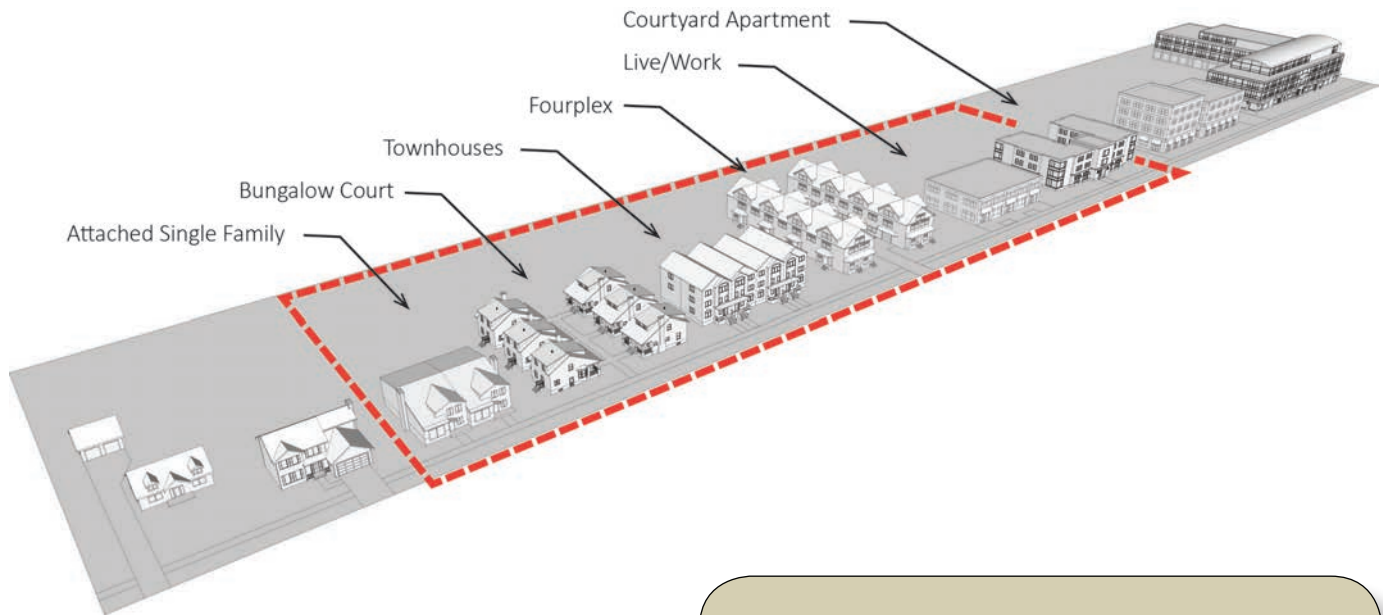 Courtyard Apartment
Live/Work
Fourplex
Townhouses
Bungalow Court
Attached Single Family